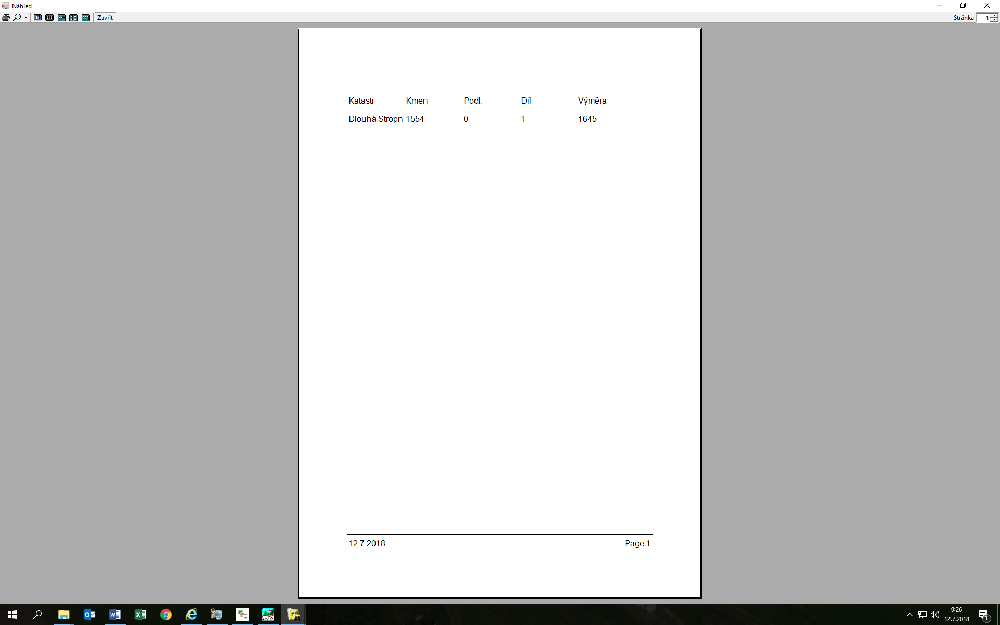 Náhled
Zavřít
Stránka 1
Katastr Kmen Podl. Díl Výměra
Dlouhá Stropn 1554 0 1 1645
12.7.2018 Page 1
9:26
12.7.2018
1